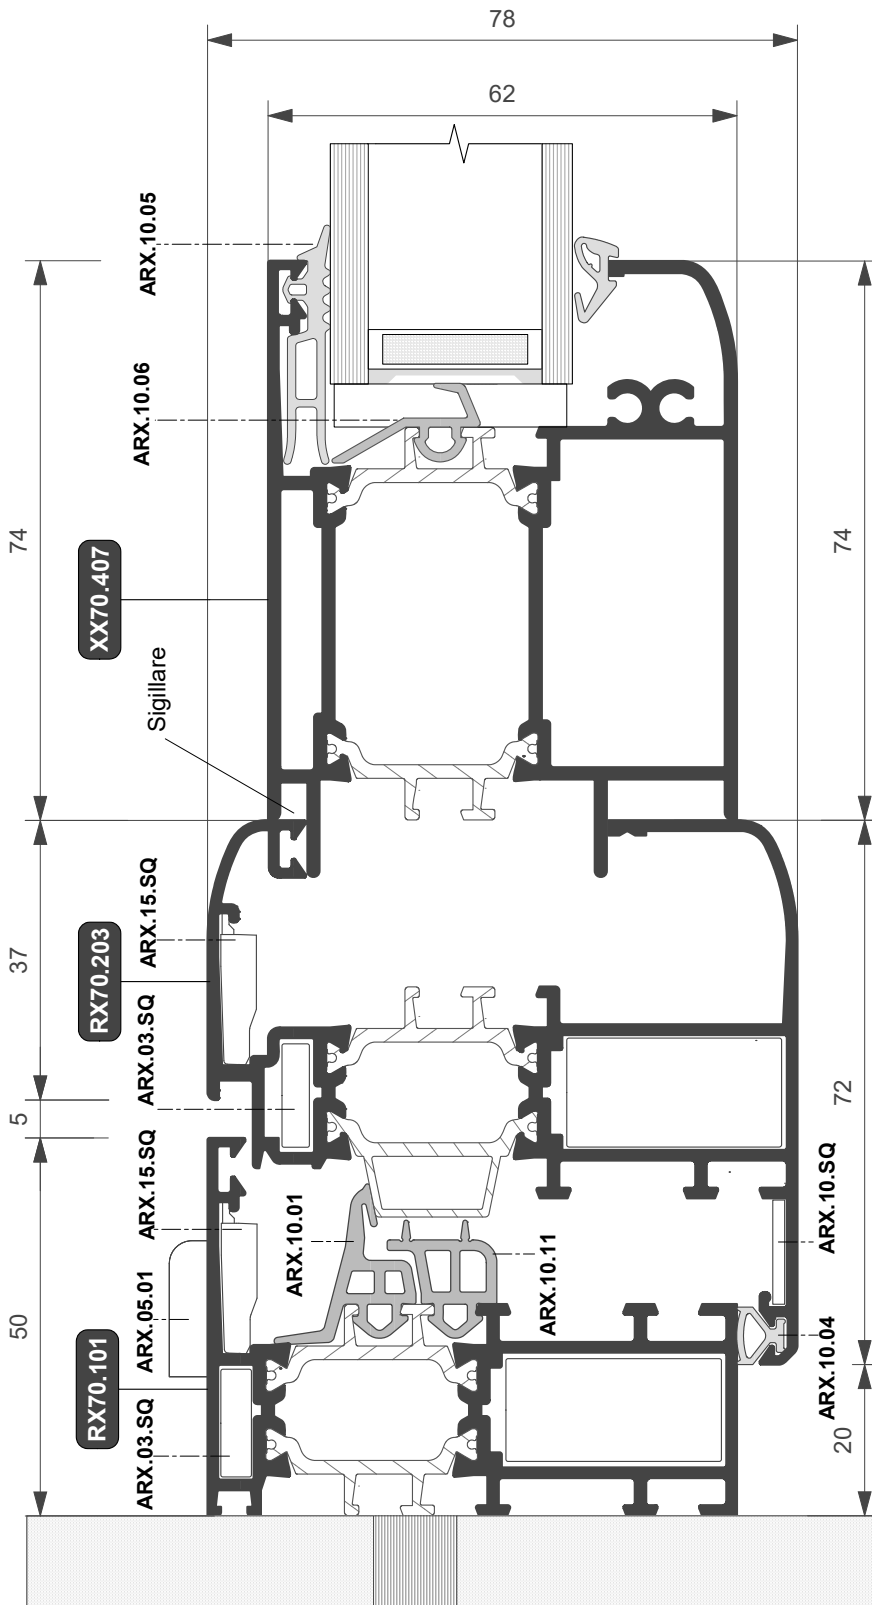 78
62
ARX.10.05
ARX.10.06
74
74
XX70.407
Sigillare
37
RX70.203
ARX.15.SQ
ARX.03.SQ
5
72
ARX.15.SQ
ARX.10.01
ARX.10.11
ARX.10.SQ
50
ARX.05.01
RX70.101
ARX.03.SQ
ARX.10.04
20